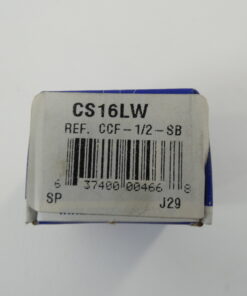 CS16LW
REF. CCF-1/2-SB
6 37400 00466 8
SP J29